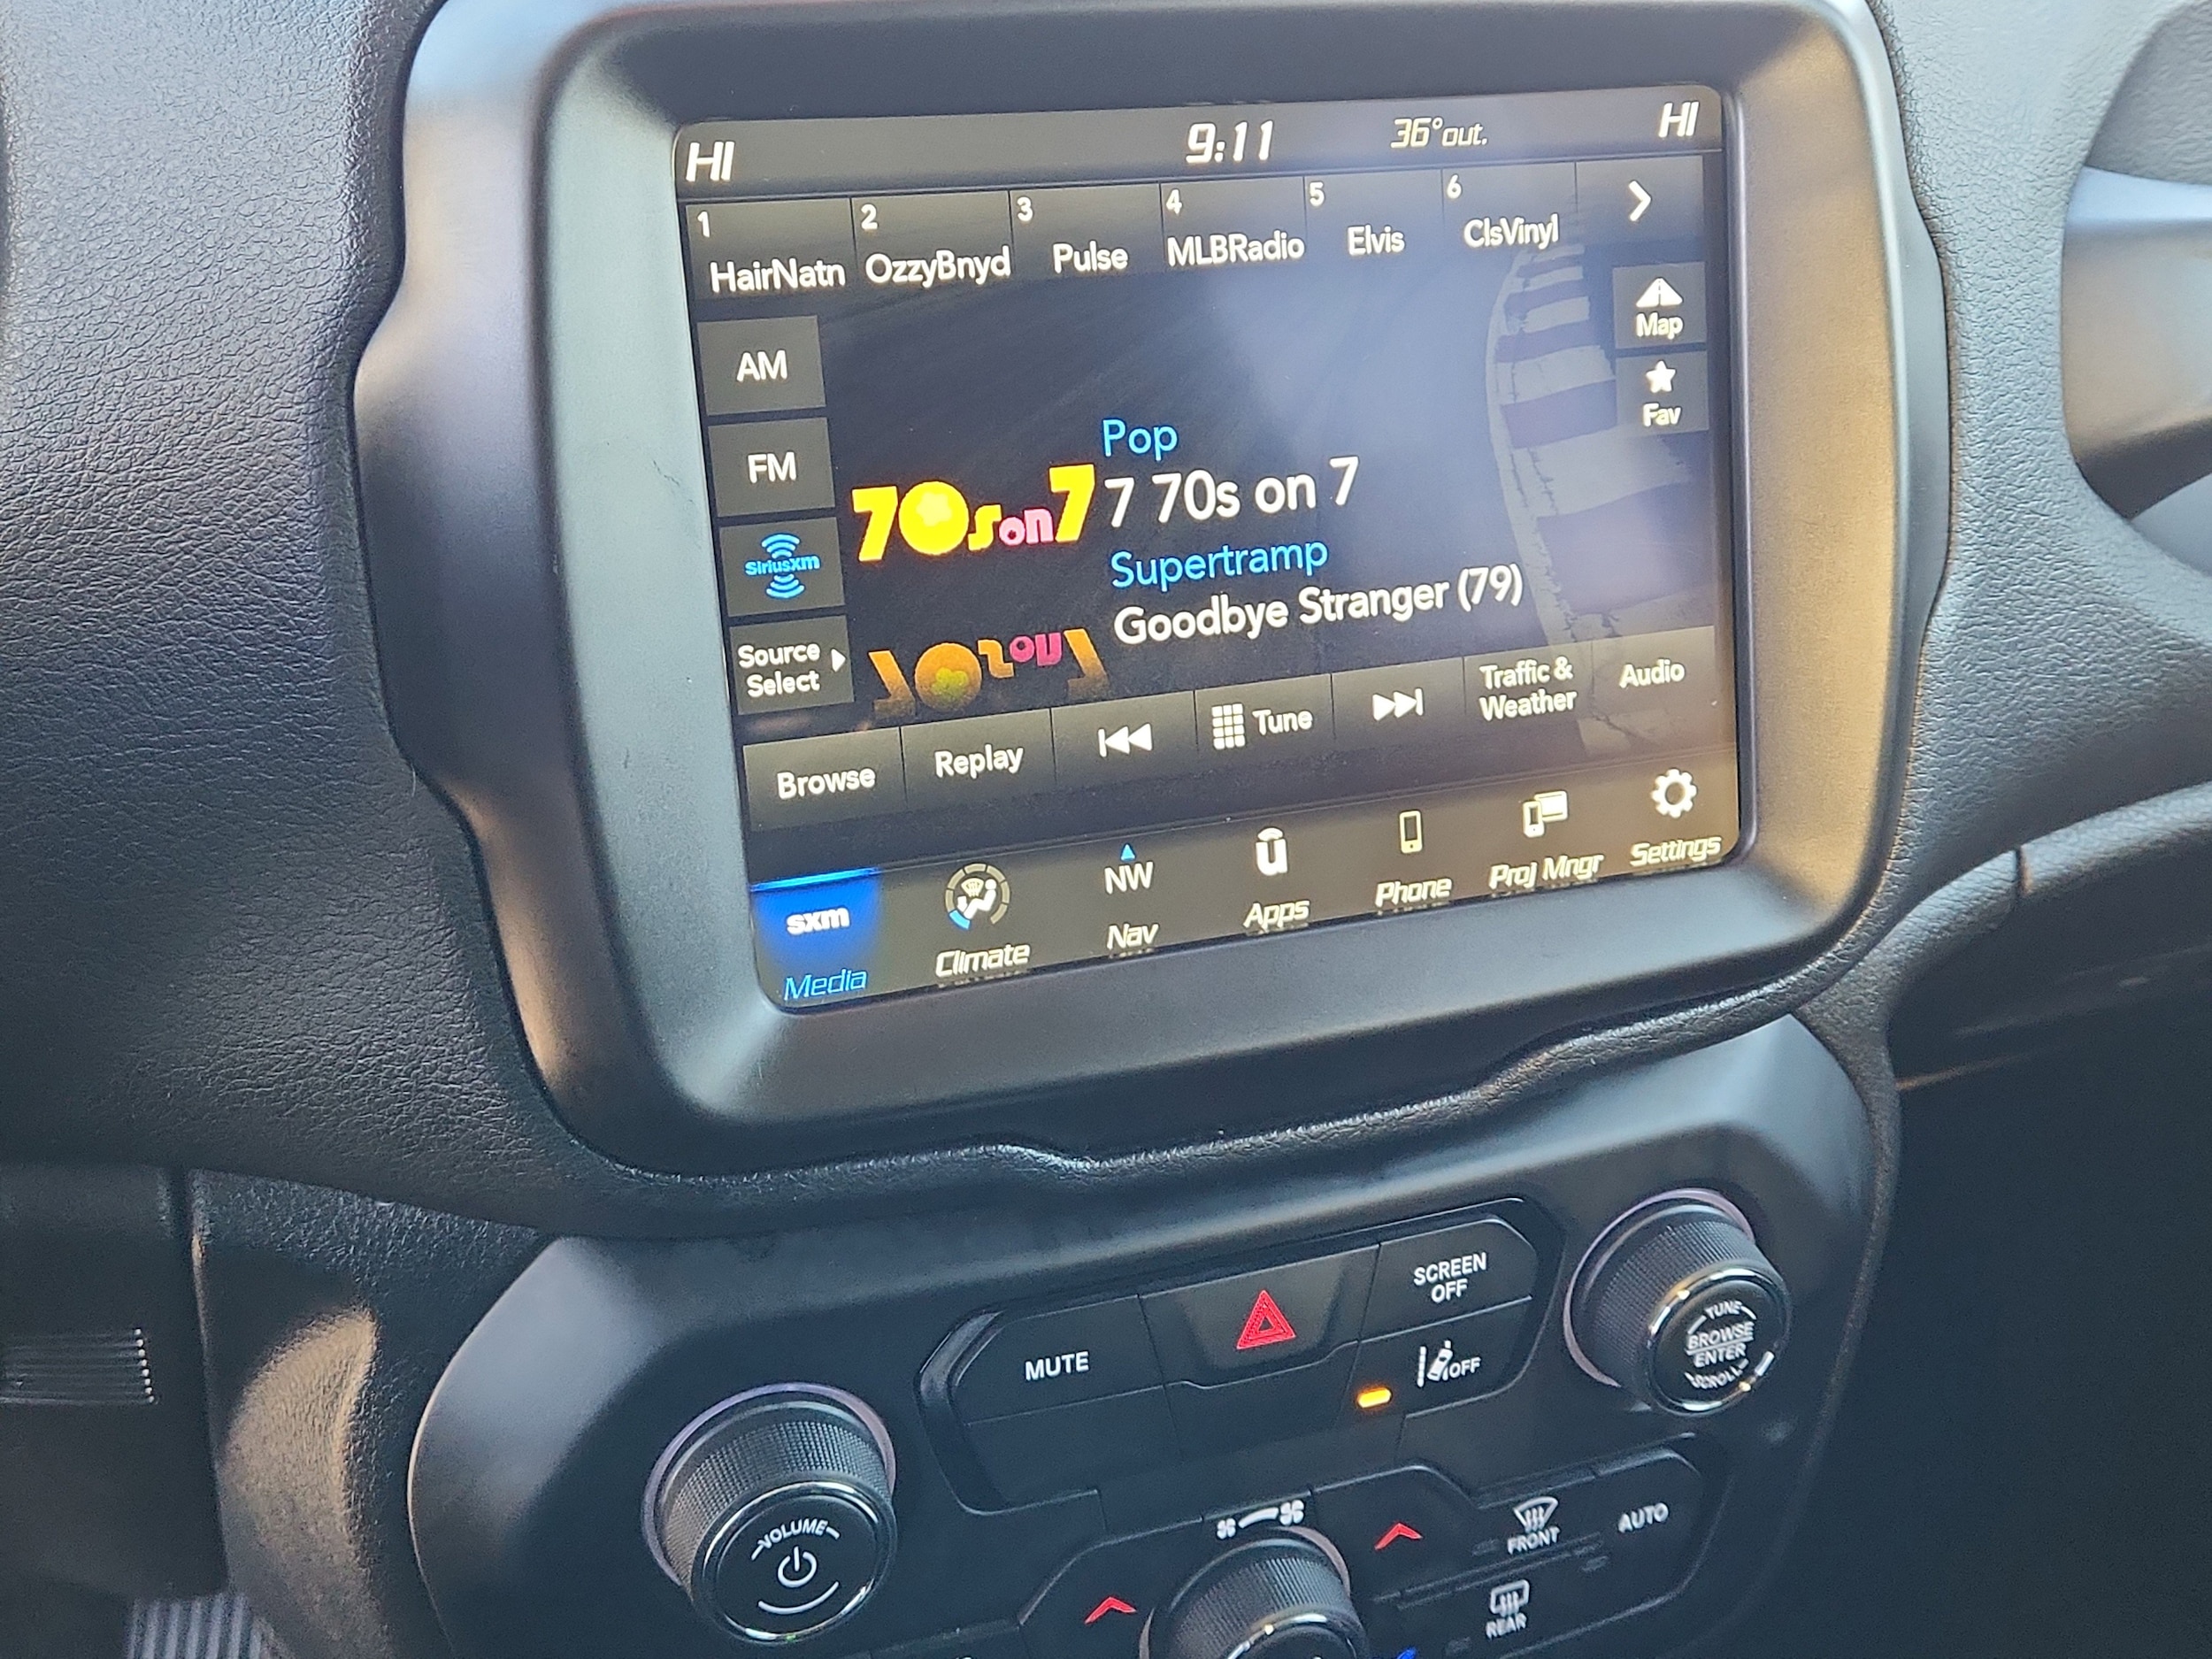 HI 9:11 36°out. HI
1 2 3 4 5 6
HairNatn OzzyBnyd Pulse MLBRadio Elvis ClsVinyl
Map
AM
Fav
Pop
FM
70s on 7 7 70s on 7
siriusxm
Supertramp
Goodbye Stranger (79)
Source
Select
Traffic &
Weather
Audio
Browse Replay Tune
sxm NW ū
Media Climate Nav Apps Phone Proj Mngr Settings
SCREEN
OFF
MUTE
OFF
TUNE
BROWSE
ENTER
SCROLL
VOLUME
FRONT
AUTO
REAR